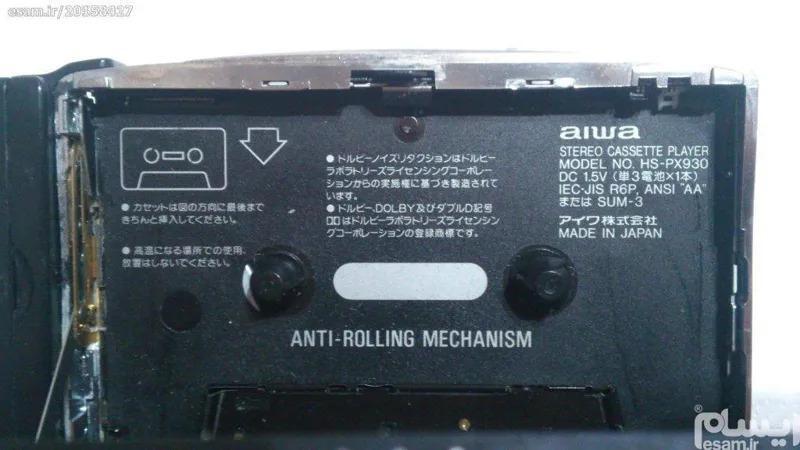 esam.ir/20153417
●カセットは図の方向に最後まで
きちんと挿入してください。
●高温になる場所での使用、
放置はしないでください。
●ドルビーノイズリダクションはドルビー
ラボラトリーズライセンシングコーポレー
ションからの実施権に基づき製造されて
います。
●ドルビー、DOLBY及びダブルD記号
はドルビーラボラトリーズライセンシン
グコーポレーションの登録商標です。
aiwa
STEREO CASSETTE PLAYER
MODEL NO. HS-PX930
DC 1.5V (単3電池×1本)
IEC·JIS R6P, ANSI "AA"
または SUM-3
アイワ株式会社
MADE IN JAPAN
ANTI-ROLLING MECHANISM
ایسام
esam.ir